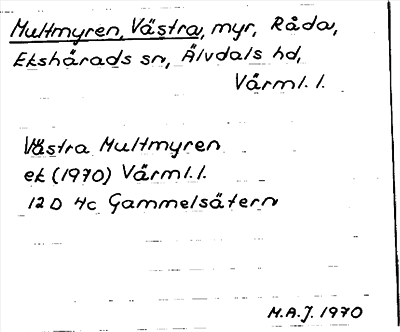 Multmyren, Västra, myr, Råda,
Ekshärads sn, Älvdals hd,
Värml. l.
Västra Multmyren
ek (1970) Värml. l.
12 D 4c Gammelsätern
M.A.J. 1970